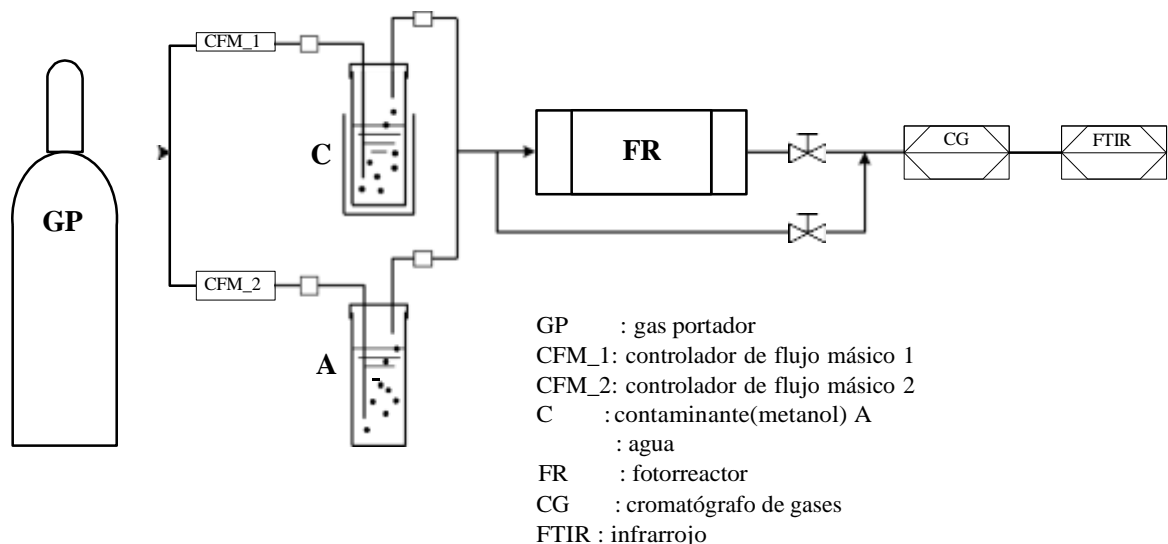 CFM_1
C
GP
FR
CG
FTIR
CFM_2
A
GP : gas portador
CFM_1: controlador de flujo másico 1
CFM_2: controlador de flujo másico 2
C : contaminante(metanol) A
: agua
FR : fotorreactor
CG : cromatógrafo de gases
FTIR : infrarrojo